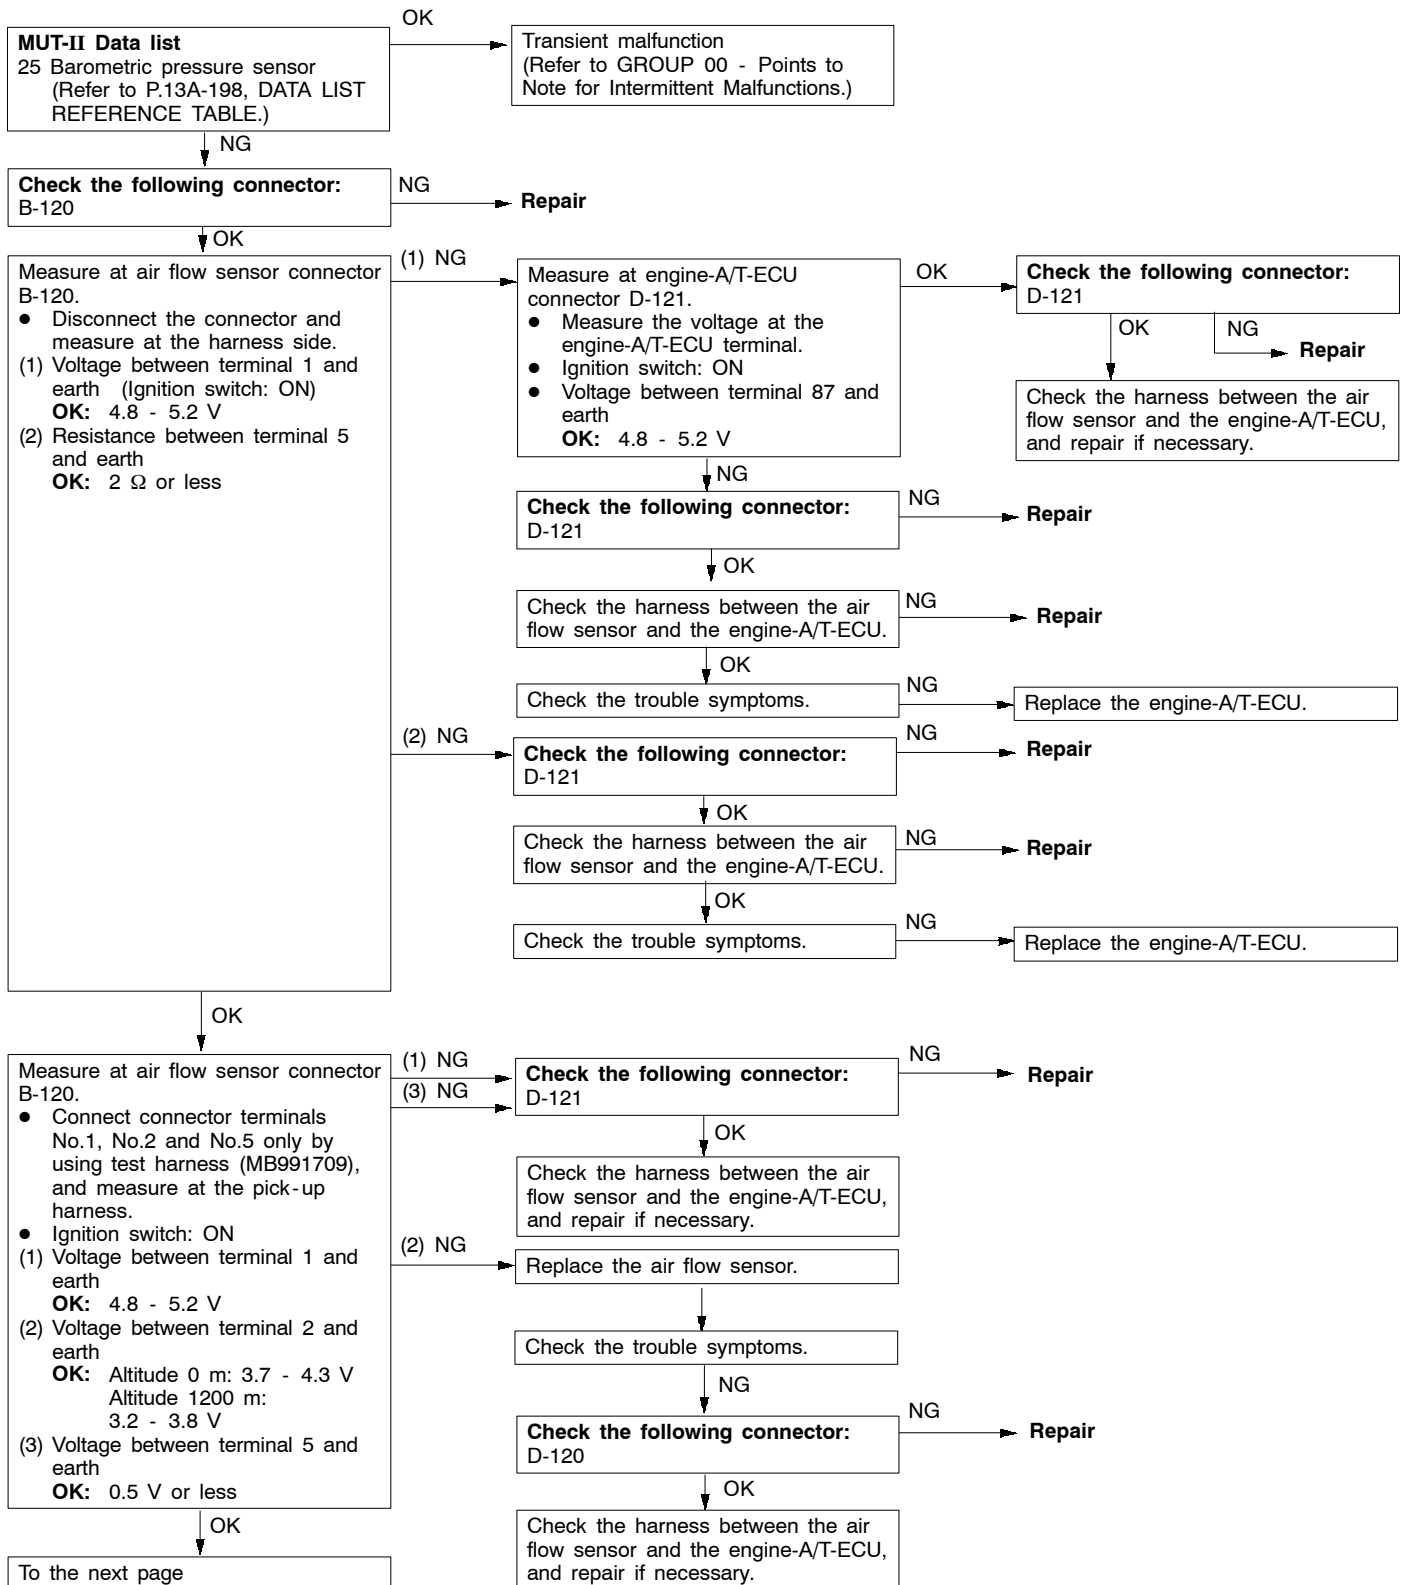 MUT-II Data list
25 Barometric pressure sensor
(Refer to P.13A-198, DATA LIST
REFERENCE TABLE.)
OK
Transient malfunction
(Refer to GROUP 00 - Points to
Note for Intermittent Malfunctions.)
NG
Check the following connector:
B-120
NG
Repair
OK
Measure at air flow sensor connector
B-120.
● Disconnect the connector and
measure at the harness side.
(1) Voltage between terminal 1 and
earth (Ignition switch: ON)
OK: 4.8 - 5.2 V
(2) Resistance between terminal 5
and earth
OK: 2 Ω or less
(1) NG
Measure at engine-A/T-ECU
connector D-121.
● Measure the voltage at the
engine-A/T-ECU terminal.
● Ignition switch: ON
● Voltage between terminal 87 and
earth
OK: 4.8 - 5.2 V
OK
Check the following connector:
D-121
OK
NG
Repair
Check the harness between the air
flow sensor and the engine-A/T-ECU,
and repair if necessary.
NG
Check the following connector:
D-121
NG
Repair
OK
Check the harness between the air
flow sensor and the engine-A/T-ECU.
NG
Repair
OK
Check the trouble symptoms.
NG
Replace the engine-A/T-ECU.
(2) NG
Check the following connector:
D-121
NG
Repair
OK
Check the harness between the air
flow sensor and the engine-A/T-ECU.
NG
Repair
OK
Check the trouble symptoms.
NG
Replace the engine-A/T-ECU.
OK
Measure at air flow sensor connector
B-120.
● Connect connector terminals
No.1, No.2 and No.5 only by
using test harness (MB991709),
and measure at the pick-up
harness.
● Ignition switch: ON
(1) Voltage between terminal 1 and
earth
OK: 4.8 - 5.2 V
(2) Voltage between terminal 2 and
earth
OK: Altitude 0 m: 3.7 - 4.3 V
Altitude 1200 m:
3.2 - 3.8 V
(3) Voltage between terminal 5 and
earth
OK: 0.5 V or less
(1) NG
(3) NG
Check the following connector:
D-121
NG
Repair
OK
Check the harness between the air
flow sensor and the engine-A/T-ECU,
and repair if necessary.
(2) NG
Replace the air flow sensor.
Check the trouble symptoms.
NG
Check the following connector:
D-120
NG
Repair
OK
Check the harness between the air
flow sensor and the engine-A/T-ECU,
and repair if necessary.
OK
To the next page